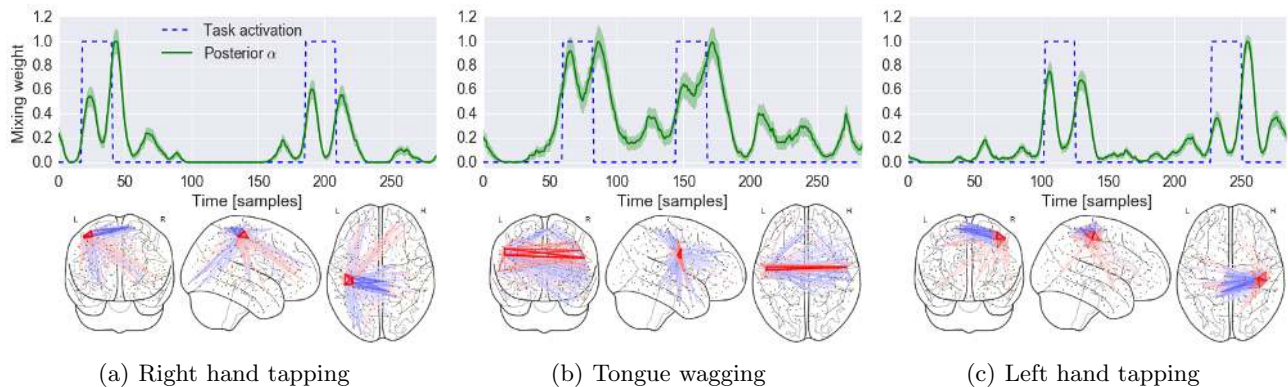 1.2
1.0
0.8
0.6
0.4
0.2
0.0
Mixing weight
Task activation
Posterior α
0 50 100 150 200 250
Time [samples]
L R L H
(a) Right hand tapping
1.2
1.0
0.8
0.6
0.4
0.2
0.0
0 50 100 150 200 250
Time [samples]
L R L H
(b) Tongue wagging
1.2
1.0
0.8
0.6
0.4
0.2
0.0
0 50 100 150 200 250
Time [samples]
L R L H
(c) Left hand tapping